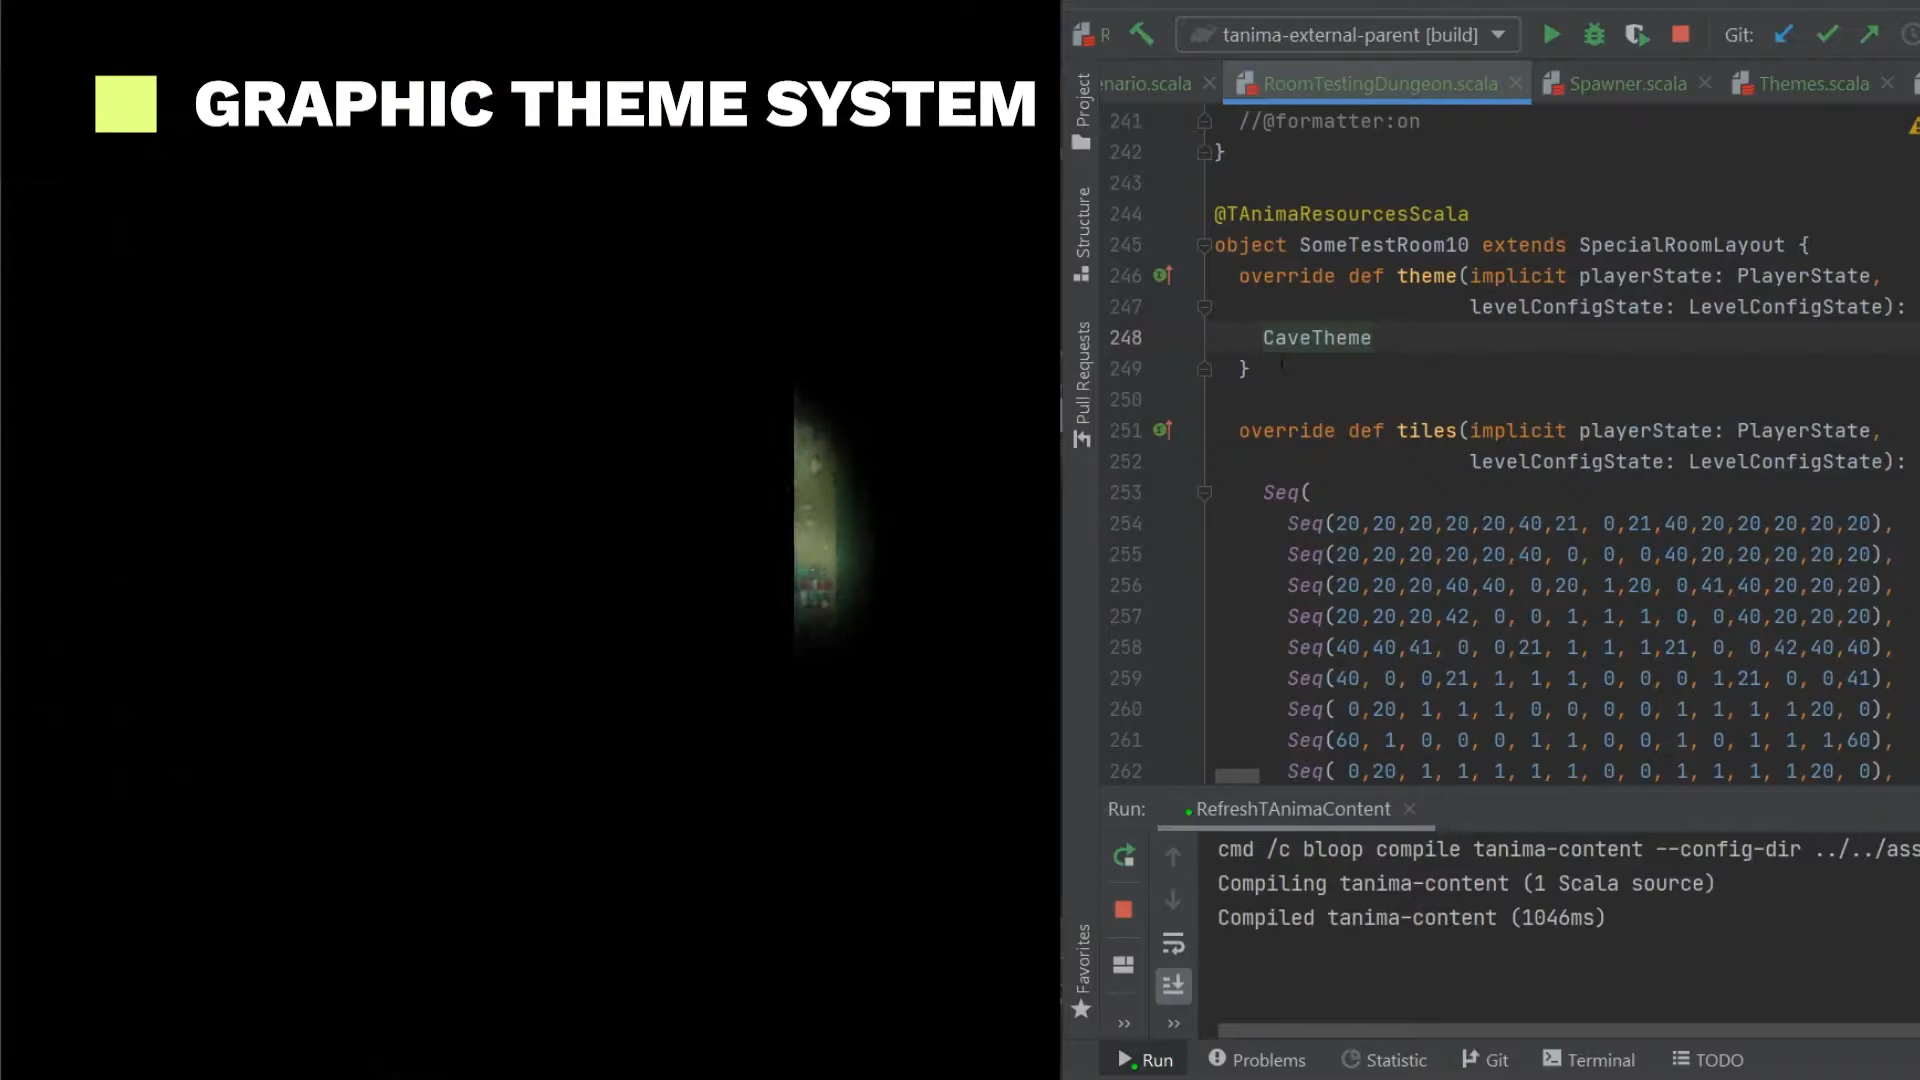 GRAPHIC THEME SYSTEM
R
tanima-external-parent [build]
Git:
enario.scala
RoomTestingDungeon.scala
Spawner.scala
Themes.scala
Project
Structure
Pull Requests
Favorites
241 //@formatter:on
242 }
243
244 @TAnimaResourcesScala
245 object SomeTestRoom10 extends SpecialRoomLayout {
246 override def theme(implicit playerState: PlayerState,
247 levelConfigState: LevelConfigState):
248 CaveTheme
249 }
250
251 override def tiles(implicit playerState: PlayerState,
252 levelConfigState: LevelConfigState):
253 Seq(
254 Seq(20,20,20,20,20,40,21, 0,21,40,20,20,20,20,20),
255 Seq(20,20,20,20,20,40, 0, 0, 0,40,20,20,20,20,20),
256 Seq(20,20,20,40,40, 0,20, 1,20, 0,41,40,20,20,20),
257 Seq(20,20,20,42, 0, 0, 1, 1, 1, 0, 0,40,20,20,20),
258 Seq(40,40,41, 0, 0,21, 1, 1, 1,21, 0, 0,42,40,40),
259 Seq(40, 0, 0,21, 1, 1, 1, 0, 0, 0, 1,21, 0, 0,41),
260 Seq( 0,20, 1, 1, 1, 0, 0, 0, 0, 1, 1, 1, 1,20, 0),
261 Seq(60, 1, 0, 0, 0, 1, 1, 0, 0, 1, 0, 1, 1, 1,60),
262 Seq( 0,20, 1, 1, 1, 1, 1, 0, 0, 1, 1, 1, 1,20, 0),
Run:
RefreshTAnimaContent
cmd /c bloop compile tanima-content --config-dir ../../ass
Compiling tanima-content (1 Scala source)
Compiled tanima-content (1046ms)
Run
Problems
Statistic
Git
Terminal
TODO